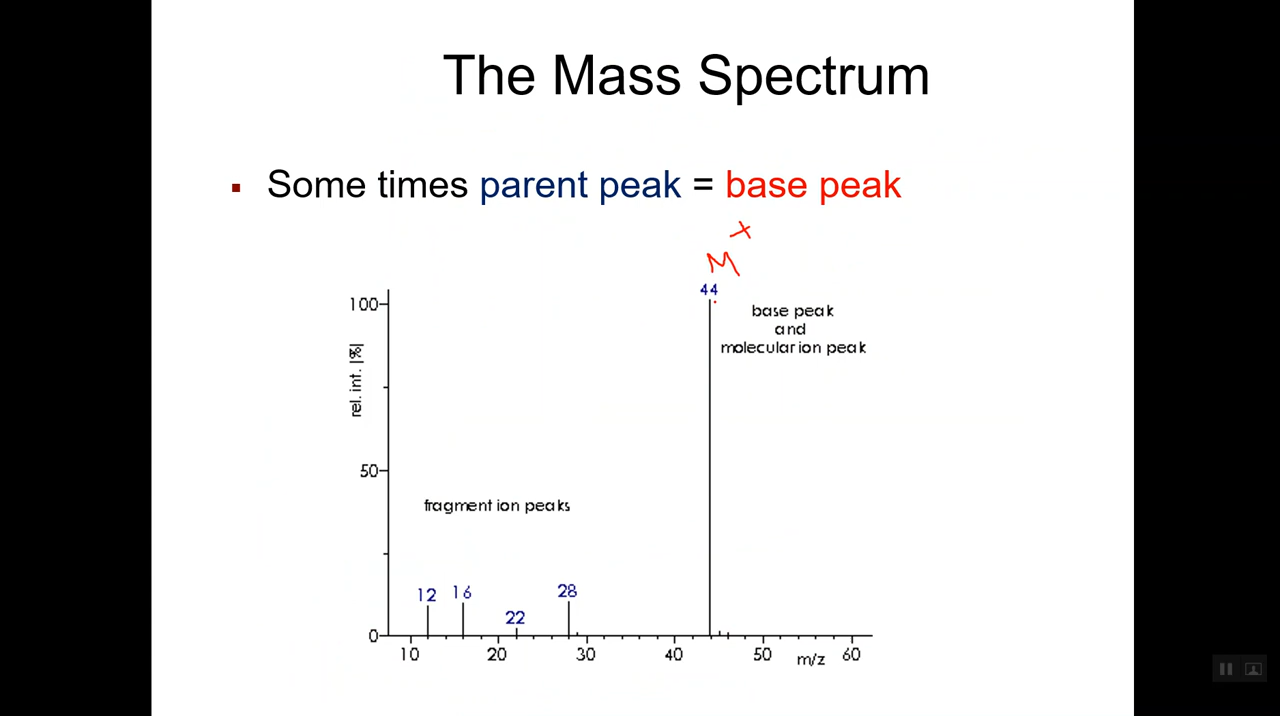 The Mass Spectrum
▪ Some times parent peak = base peak
M+
44
100
base peak
and
molecular ion peak
rel. int. |%|
50
fragment ion peaks
12
16
22
28
0
10 20 30 40 50 m/z 60